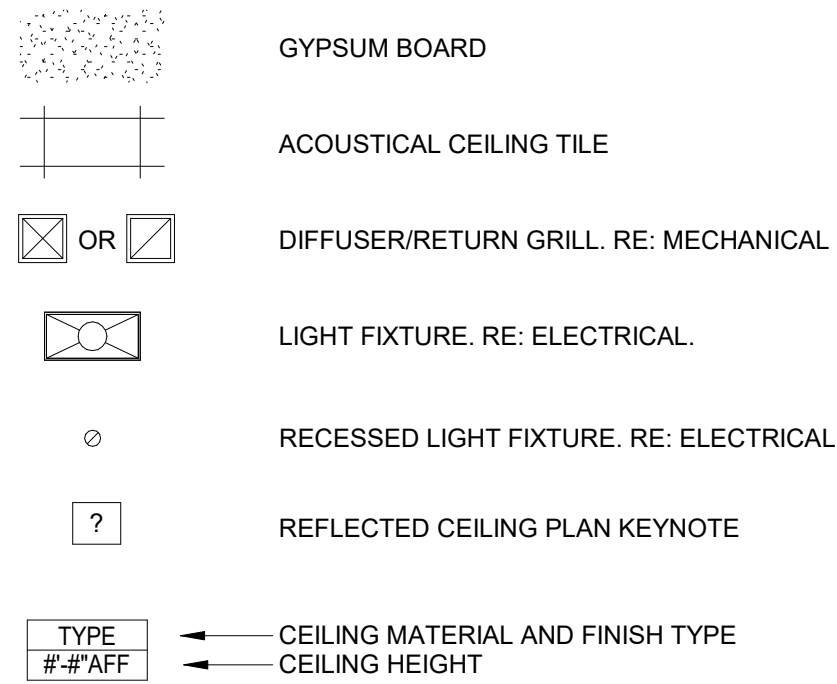 GYPSUM BOARD
ACOUSTICAL CEILING TILE
OR DIFFUSER/RETURN GRILL. RE: MECHANICAL
LIGHT FIXTURE. RE: ELECTRICAL.
RECESSED LIGHT FIXTURE. RE: ELECTRICAL
? REFLECTED CEILING PLAN KEYNOTE
TYPE CEILING MATERIAL AND FINISH TYPE
#'-#"AFF CEILING HEIGHT